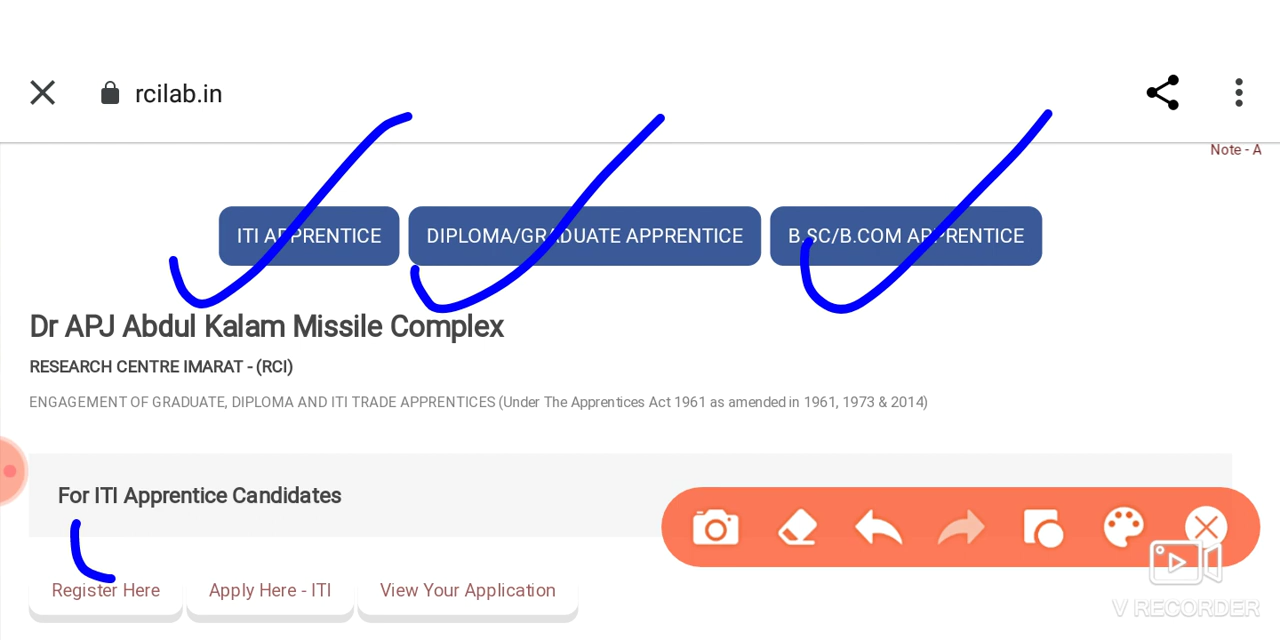 rcilab.in
Note - A
ITI APPRENTICE DIPLOMA/GRADUATE APPRENTICE B.SC/B.COM APPRENTICE
Dr APJ Abdul Kalam Missile Complex
RESEARCH CENTRE IMARAT - (RCI)
ENGAGEMENT OF GRADUATE, DIPLOMA AND ITI TRADE APPRENTICES (Under The Apprentices Act 1961 as amended in 1961, 1973 & 2014)
For ITI Apprentice Candidates
Register Here Apply Here - ITI View Your Application
V RECORDER